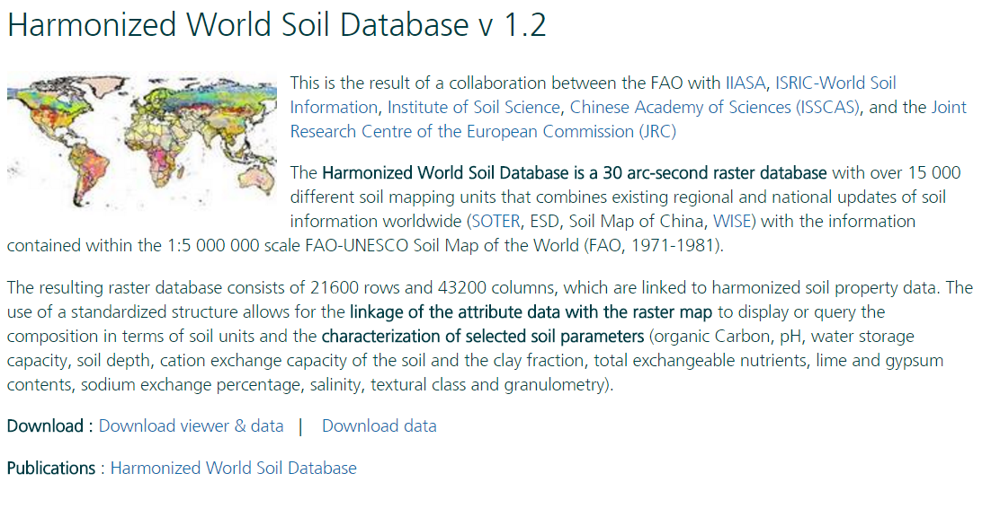 Harmonized World Soil Database v 1.2
This is the result of a collaboration between the FAO with IIASA, ISRIC-World Soil
Information, Institute of Soil Science, Chinese Academy of Sciences (ISSCAS), and the Joint
Research Centre of the European Commission (JRC)
The Harmonized World Soil Database is a 30 arc-second raster database with over 15 000
different soil mapping units that combines existing regional and national updates of soil
information worldwide (SOTER, ESD, Soil Map of China, WISE) with the information
contained within the 1:5 000 000 scale FAO-UNESCO Soil Map of the World (FAO, 1971-1981).
The resulting raster database consists of 21600 rows and 43200 columns, which are linked to harmonized soil property data. The
use of a standardized structure allows for the linkage of the attribute data with the raster map to display or query the
composition in terms of soil units and the characterization of selected soil parameters (organic Carbon, pH, water storage
capacity, soil depth, cation exchange capacity of the soil and the clay fraction, total exchangeable nutrients, lime and gypsum
contents, sodium exchange percentage, salinity, textural class and granulometry).
Download : Download viewer & data | Download data
Publications : Harmonized World Soil Database